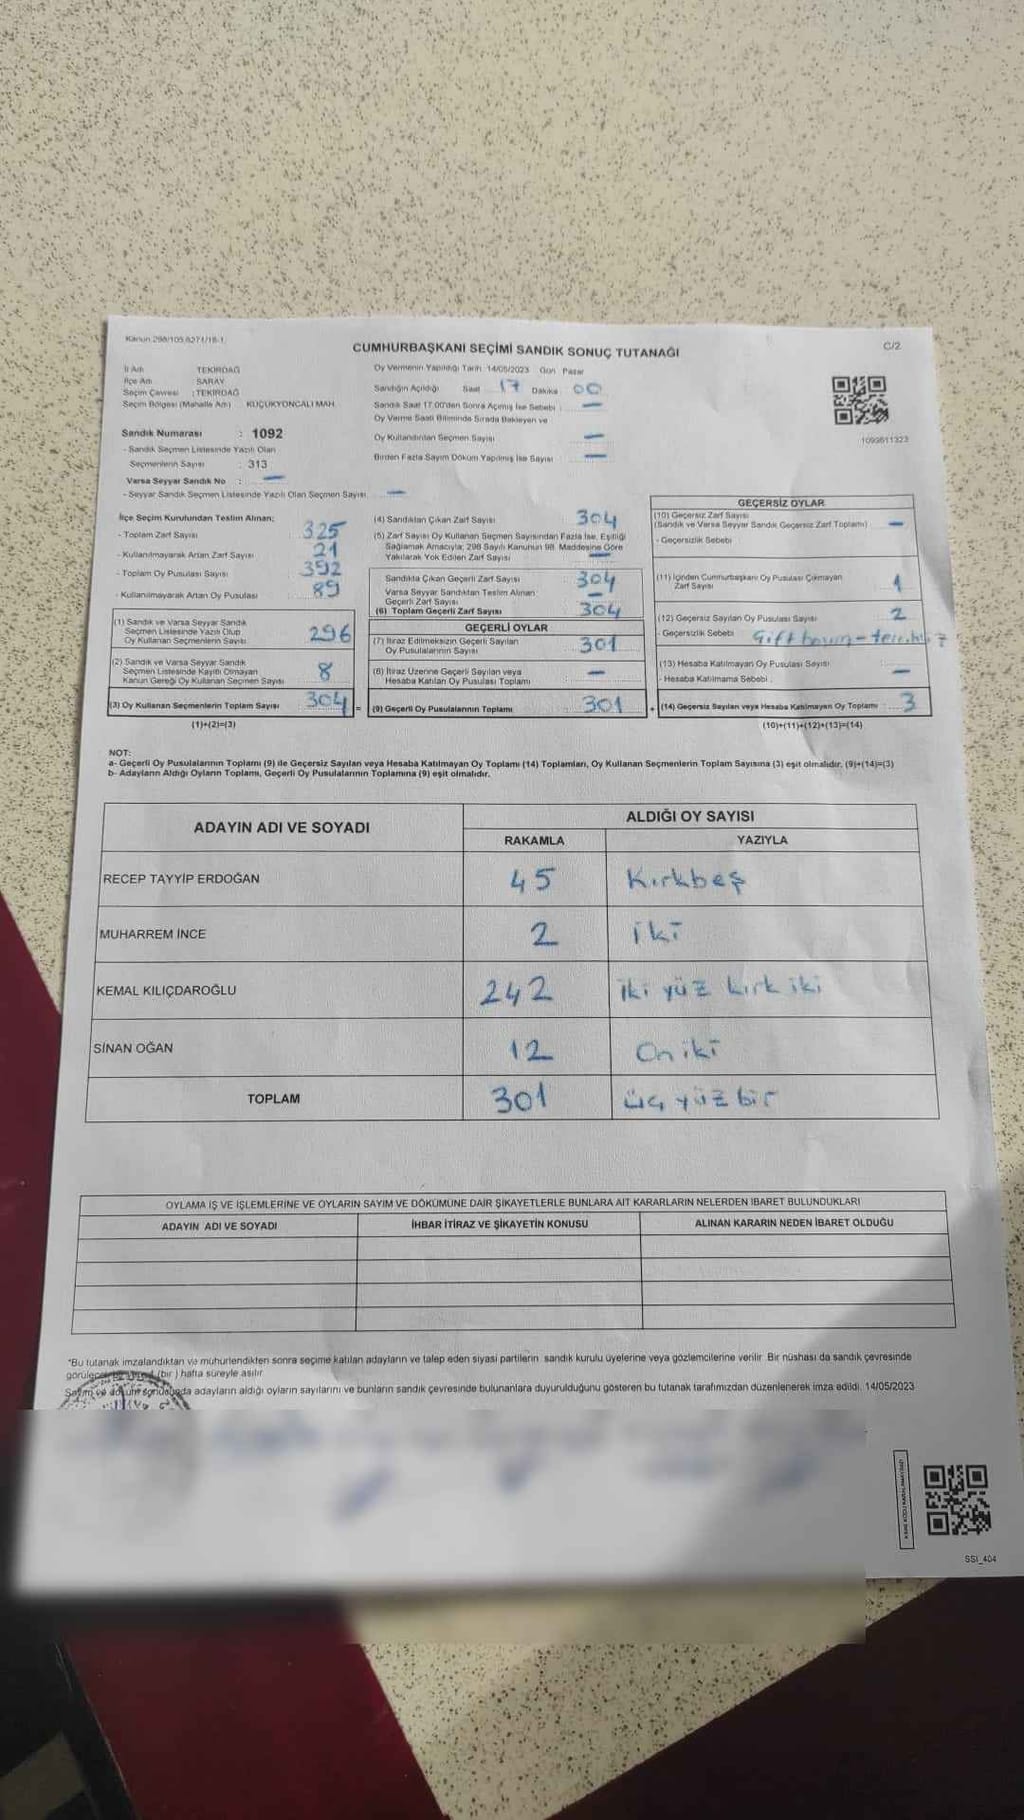 Kanun 298/105,6271/18-1
CUMHURBAŞKANI SEÇİMİ SANDIK SONUÇ TUTANAĞI
C/2
İl Adı TEKİRDAĞ
İlçe Adı SARAY
Seçim Çevresi : TEKİRDAĞ
Seçim Bölgesi (Mahalle Adı) KÜÇÜKYONCALI MAH.
Sandık Numarası : 1092
- Sandık Seçmen Listesinde Yazılı Olan
Seçmenlerin Sayısı : 313
Varsa Seyyar Sandık No : —
- Seyyar Sandık Seçmen Listesinde Yazılı Olan Seçmen Sayısı —
Oy Vermenin Yapıldığı Tarih 14/05/2023 Gün Pazar
Sandığın Açıldığı Saat 17 Dakika 00
Sandık Saat 17.00'den Sonra Açılmış İse Sebebi —
Oy Verme Saati Bitiminde Sırada Bekleyen ve
Oy Kullandırılan Seçmen Sayısı —
Birden Fazla Sayım Döküm Yapılmış İse Sayısı —
1093611323
İlçe Seçim Kurulundan Teslim Alınan;
- Toplam Zarf Sayısı 325
- Kullanılmayarak Artan Zarf Sayısı 21
- Toplam Oy Pusulası Sayısı 392
- Kullanılmayarak Artan Oy Pusulası 89
(1) Sandık ve Varsa Seyyar Sandık
Seçmen Listesinde Yazılı Olup
Oy Kullanan Seçmenlerin Sayısı 296
(2) Sandık ve Varsa Seyyar Sandık
Seçmen Listesinde Kayıtlı Olmayan
Kanun Gereği Oy Kullanan Seçmen Sayısı 8
(3) Oy Kullanan Seçmenlerin Toplam Sayısı 304 =
(1)+(2)=(3)
(4) Sandıktan Çıkan Zarf Sayısı 304
(5) Zarf Sayısı Oy Kullanan Seçmen Sayısından Fazla İse, Eşitliği
Sağlamak Amacıyla, 298 Sayılı Kanunun 98. Maddesine Göre
Yakılarak Yok Edilen Zarf Sayısı —
Sandıkta Çıkan Geçerli Zarf Sayısı 304
Varsa Seyyar Sandıktan Teslim Alınan
Geçerli Zarf Sayısı —
(6) Toplam Geçerli Zarf Sayısı 304
GEÇERLİ OYLAR
(7) İtiraz Edilmeksizin Geçerli Sayılan
Oy Pusulalarının Sayısı 301
(8) İtiraz Üzerine Geçerli Sayılan veya
Hesaba Katılan Oy Pusulası Toplamı —
(9) Geçerli Oy Pusulalarının Toplamı 301 +
GEÇERSİZ OYLAR
(10) Geçersiz Zarf Sayısı
(Sandık ve Varsa Seyyar Sandık Geçersiz Zarf Toplamı) —
- Geçersizlik Sebebi
(11) İçinden Cumhurbaşkanı Oy Pusulası Çıkmayan
Zarf Sayısı 1
(12) Geçersiz Sayılan Oy Pusulası Sayısı 2
- Geçersizlik Sebebi
(13) Hesaba Katılmayan Oy Pusulası Sayısı —
- Hesaba Katılmama Sebebi :
(14) Geçersiz Sayılan veya Hesaba Katılmayan Oy Toplamı 3
(10)+(11)+(12)+(13)=(14)
NOT:
a- Geçerli Oy Pusulalarının Toplamı (9) ile Geçersiz Sayılan veya Hesaba Katılmayan Oy Toplamı (14) Toplamları, Oy Kullanan Seçmenlerin Toplam Sayısına (3) eşit olmalıdır. (9)+(14)=(3)
b- Adayların Aldığı Oyların Toplamı, Geçerli Oy Pusulalarının Toplamına (9) eşit olmalıdır.
ADAYIN ADI VE SOYADI
ALDIĞI OY SAYISI
RAKAMLA YAZIYLA
RECEP TAYYİP ERDOĞAN 45 Kırkbeş
MUHARREM İNCE 2 iki
KEMAL KILIÇDAROĞLU 242 iki yüz kırk iki
SİNAN OĞAN 12 On iki
TOPLAM 301 üç yüz bir
OYLAMA İŞ VE İŞLEMLERİNE VE OYLARIN SAYIM VE DÖKÜMÜNE DAİR ŞİKAYETLERLE BUNLARA AİT KARARLARIN NELERDEN İBARET BULUNDUKLARI
ADAYIN ADI VE SOYADI İHBAR İTİRAZ VE ŞİKAYETİN KONUSU ALINAN KARARIN NEDEN İBARET OLDUĞU
*Bu tutanak imzalandıktan ve mühürlendikten sonra seçime katılan adayların ve talep eden siyasi partilerin sandık kurulu üyelerine veya gözlemcilerine verilir. Bir nüshası da sandık çevresinde
(bir) hafta süreyle asılır.
Sayım ve döküm sonucunda adayların aldığı oyların sayılarını ve bunların sandık çevresinde bulunanlara duyurulduğunu gösteren bu tutanak tarafımızdan düzenlenerek imza edildi. 14/05/2023
SSI_404